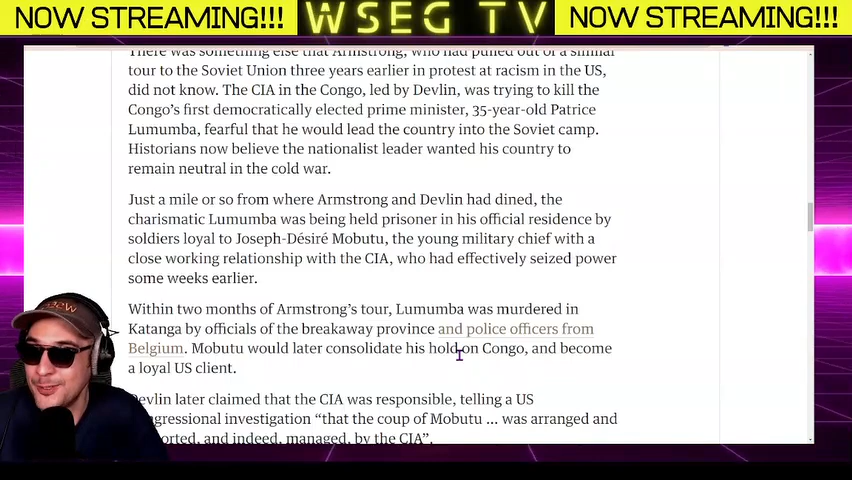 NOW STREAMING!!! WSEG TV NOW STREAMING!!!
There was something else that Armstrong, who had pulled out of a similar
tour to the Soviet Union three years earlier in protest at racism in the US,
did not know. The CIA in the Congo, led by Devlin, was trying to kill the
Congo's first democratically elected prime minister, 35-year-old Patrice
Lumumba, fearful that he would lead the country into the Soviet camp.
Historians now believe the nationalist leader wanted his country to
remain neutral in the cold war.
Just a mile or so from where Armstrong and Devlin had dined, the
charismatic Lumumba was being held prisoner in his official residence by
soldiers loyal to Joseph-Désiré Mobutu, the young military chief with a
close working relationship with the CIA, who had effectively seized power
some weeks earlier.
Within two months of Armstrong's tour, Lumumba was murdered in
Katanga by officials of the breakaway province and police officers from
Belgium. Mobutu would later consolidate his hold on Congo, and become
a loyal US client.
Devlin later claimed that the CIA was responsible, telling a US
ngressional investigation “that the coup of Mobutu ... was arranged and
orted, and indeed, managed, by the CIA”.